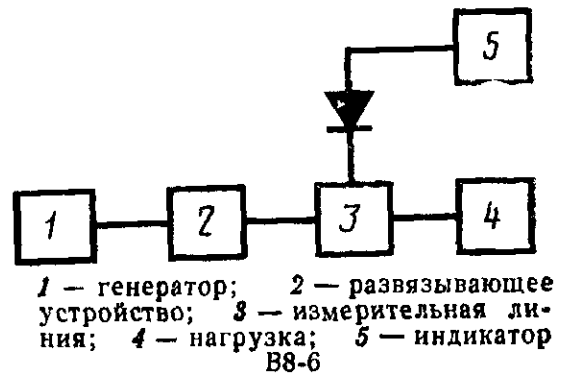 5
1
2
3
4
1 — генератор; 2 — развязывающее
устройство; 3 — измерительная ли-
ния; 4 — нагрузка; 5 — индикатор
В8-6